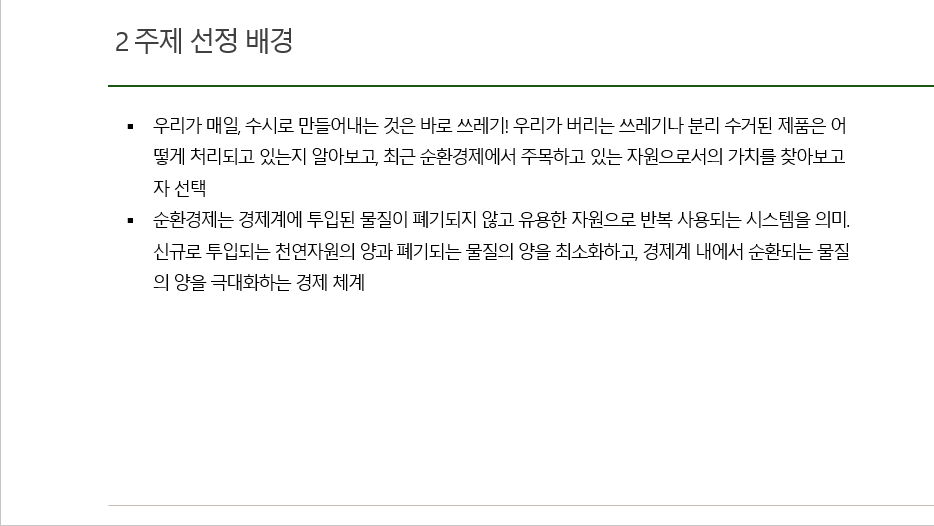 2 주제 선정 배경
▪ 우리가 매일, 수시로 만들어내는 것은 바로 쓰레기! 우리가 버리는 쓰레기나 분리 수거된 제품은 어
떻게 처리되고 있는지 알아보고, 최근 순환경제에서 주목하고 있는 자원으로서의 가치를 찾아보고
자 선택
▪ 순환경제는 경제계에 투입된 물질이 폐기되지 않고 유용한 자원으로 반복 사용되는 시스템을 의미.
신규로 투입되는 천연자원의 양과 폐기되는 물질의 양을 최소화하고, 경제계 내에서 순환되는 물질
의 양을 극대화하는 경제 체계